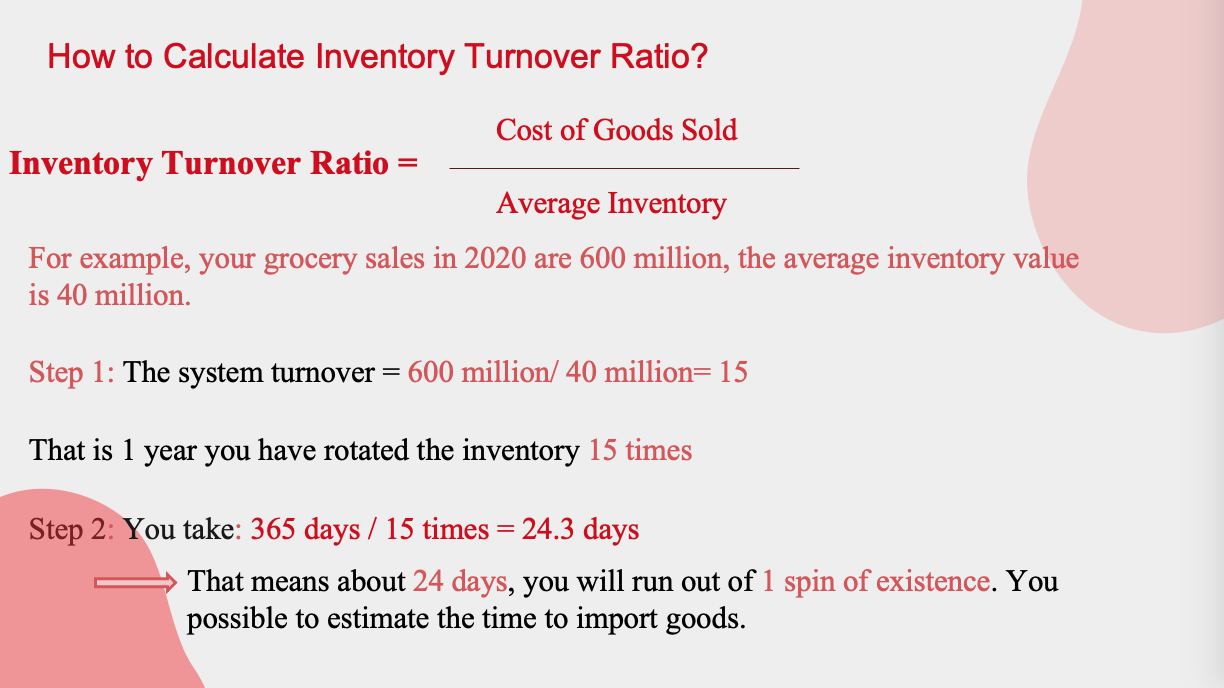 How to Calculate Inventory Turnover Ratio?
Cost of Goods Sold
Inventory Turnover Ratio =
Average Inventory
For example, your grocery sales in 2020 are 600 million, the average inventory value
is 40 million.
Step 1: The system turnover = 600 million/ 40 million= 15
That is 1 year you have rotated the inventory 15 times
Step 2: You take: 365 days / 15 times = 24.3 days
That means about 24 days, you will run out of 1 spin of existence. You
possible to estimate the time to import goods.